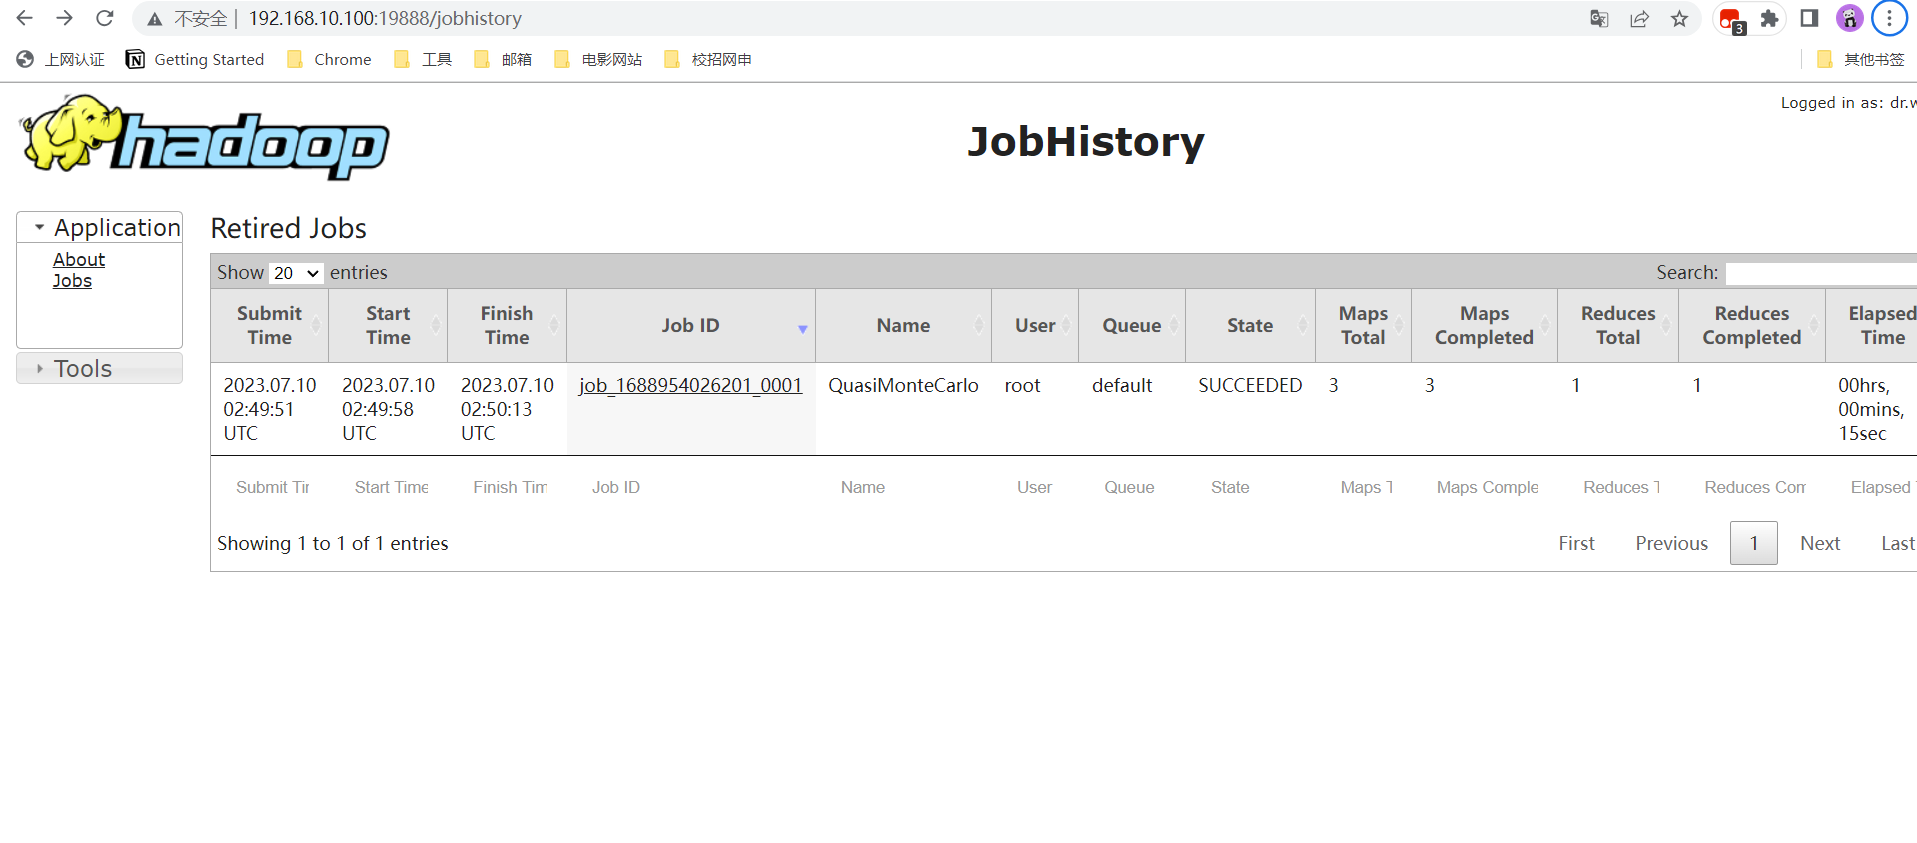 不安全 192.168.10.100:19888/jobhistory
3
上网认证 Getting Started Chrome 工具 邮箱 电影网站 校招网申 其他书签
hadoop
Logged in as: dr.w
JobHistory
Application
About
Jobs
Tools
Retired Jobs
Show 20 entries Search:
Submit Time Start Time Finish Time Job ID Name User Queue State Maps Total Maps Completed Reduces Total Reduces Completed Elapsed Time
2023.07.10 02:49:51 UTC 2023.07.10 02:49:58 UTC 2023.07.10 02:50:13 UTC job_1688954026201_0001 QuasiMonteCarlo root default SUCCEEDED 3 3 1 1 00hrs, 00mins, 15sec
Submit Tir Start Time Finish Tim Job ID Name User Queue State Maps T Maps Comple Reduces T Reduces Com Elapsed
Showing 1 to 1 of 1 entries First Previous 1 Next Last